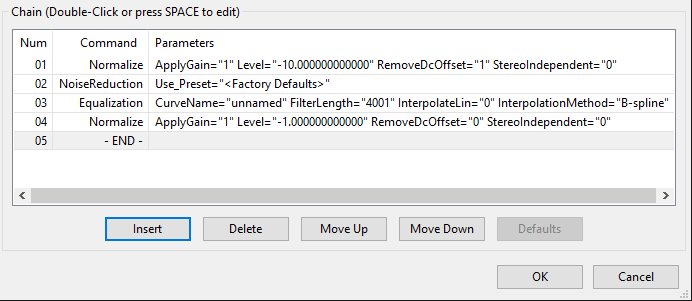 Chain (Double-Click or press SPACE to edit)
Num Command Parameters
01 Normalize ApplyGain="1" Level="-10.000000000000" RemoveDcOffset="1" StereoIndependent="0"
02 NoiseReduction Use_Preset="<Factory Defaults>"
03 Equalization CurveName="unnamed" FilterLength="4001" InterpolateLin="0" InterpolationMethod="B-spline"
04 Normalize ApplyGain="1" Level="-1.000000000000" RemoveDcOffset="0" StereoIndependent="0"
05 - END -
Insert Delete Move Up Move Down Defaults
OK Cancel